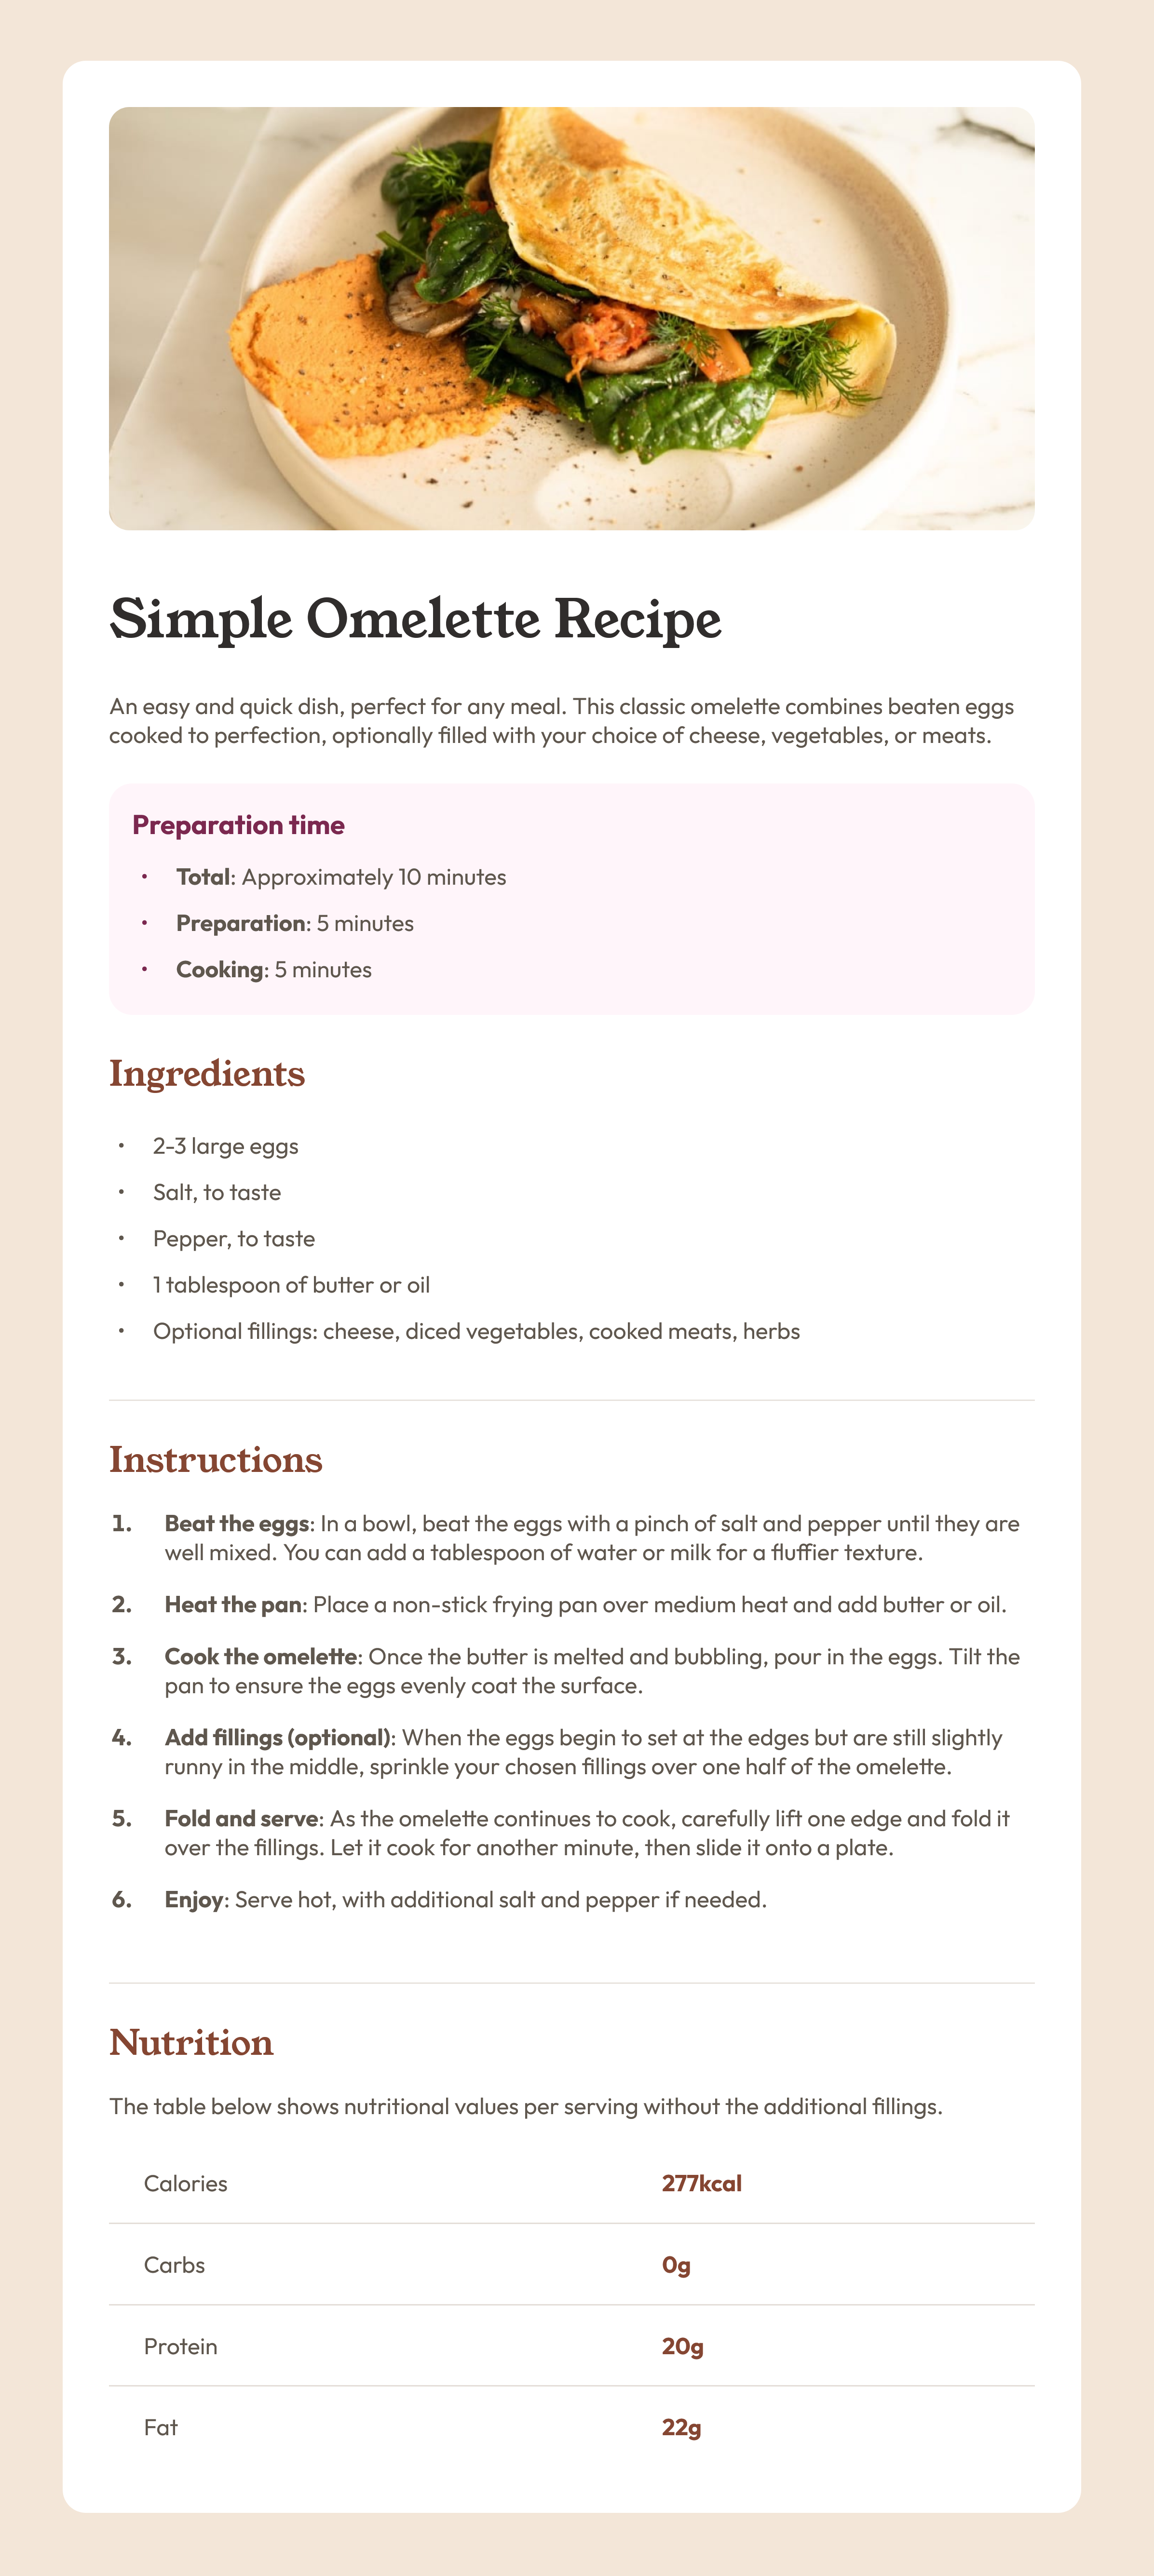 Simple Omelette Recipe
An easy and quick dish, perfect for any meal. This classic omelette combines beaten eggs
cooked to perfection, optionally filled with your choice of cheese, vegetables, or meats.
Preparation time
• Total: Approximately 10 minutes
• Preparation: 5 minutes
• Cooking: 5 minutes
Ingredients
• 2-3 large eggs
• Salt, to taste
• Pepper, to taste
• 1 tablespoon of butter or oil
• Optional fillings: cheese, diced vegetables, cooked meats, herbs
Instructions
1. Beat the eggs: In a bowl, beat the eggs with a pinch of salt and pepper until they are
well mixed. You can add a tablespoon of water or milk for a fluffier texture.
2. Heat the pan: Place a non-stick frying pan over medium heat and add butter or oil.
3. Cook the omelette: Once the butter is melted and bubbling, pour in the eggs. Tilt the
pan to ensure the eggs evenly coat the surface.
4. Add fillings (optional): When the eggs begin to set at the edges but are still slightly
runny in the middle, sprinkle your chosen fillings over one half of the omelette.
5. Fold and serve: As the omelette continues to cook, carefully lift one edge and fold it
over the fillings. Let it cook for another minute, then slide it onto a plate.
6. Enjoy: Serve hot, with additional salt and pepper if needed.
Nutrition
The table below shows nutritional values per serving without the additional fillings.
Calories 277kcal
Carbs 0g
Protein 20g
Fat 22g